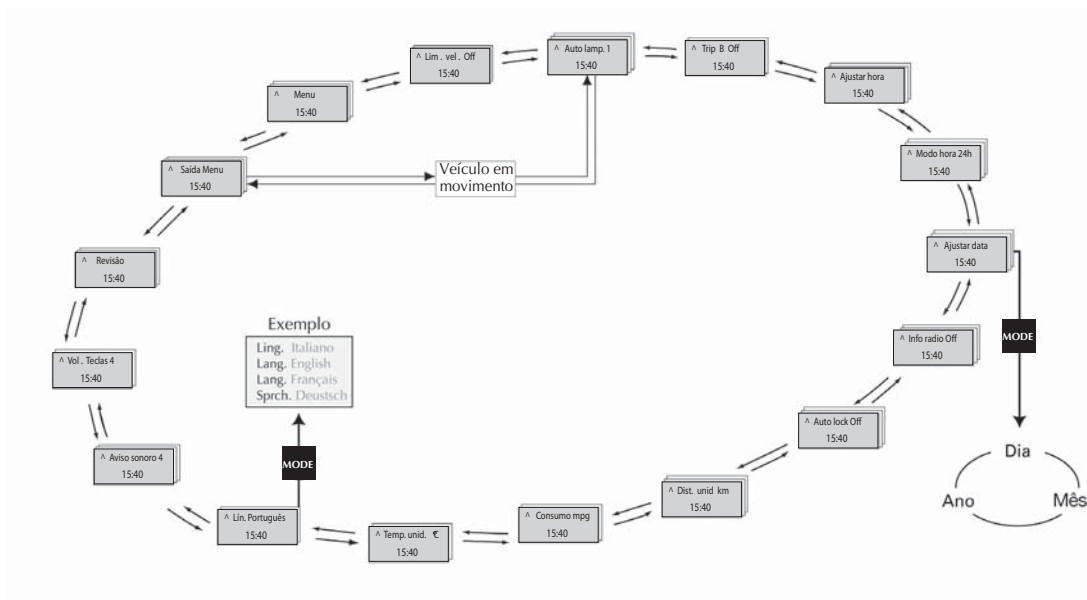 ^ Auto lamp. 1
15:40
^ Trip B Off
15:40
^ Ajustar hora
15:40
^ Modo hora 24h
15:40
^ Ajustar data
15:40
MODE
Dia
Ano
Mês
^ Info radio Off
15:40
^ Auto lock Off
15:40
^ Dist. unid km
15:40
^ Consumo mpg
15:40
^ Temp. unid. °C
15:40
^ Lín. Português
15:40
MODE
Exemplo
Ling. Italiano
Lang. English
Lang. Français
Sprch. Deustsch
^ Aviso sonoro 4
15:40
^ Vol . Teclas 4
15:40
^ Revisão
15:40
^ Saída Menu
15:40
^ Menu
15:40
^ Lim . vel . Off
15:40
Veículo em
movimento